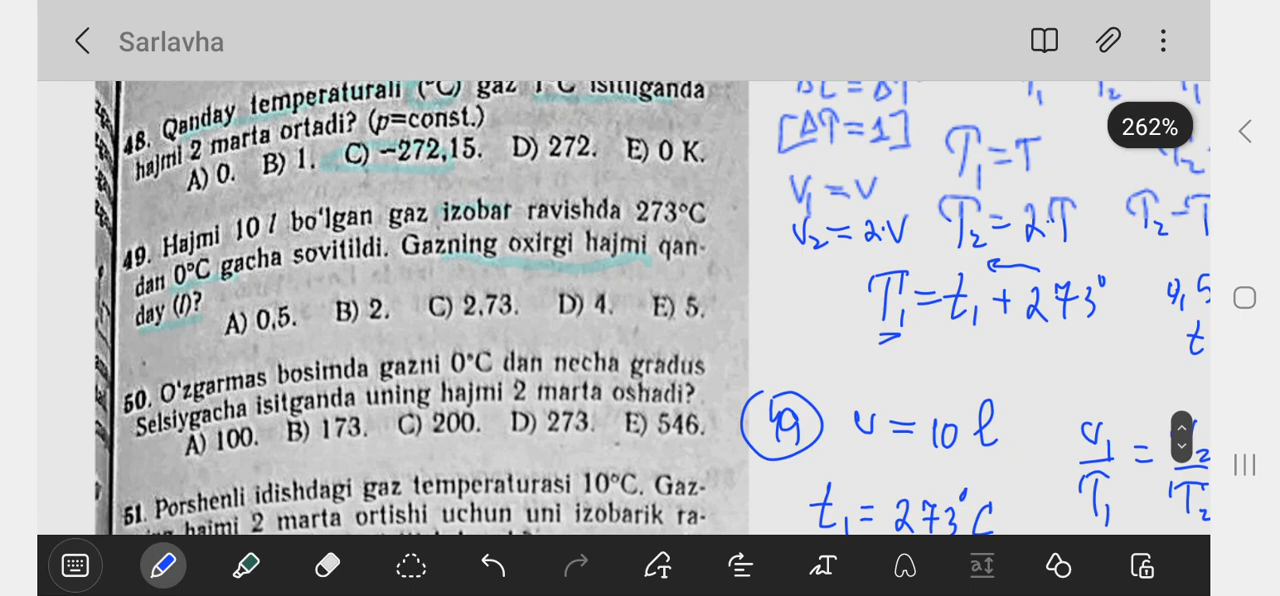 Sarlavha
262%
48. Qanday temperaturali (°C) gaz 1°C isitilganda
hajmi 2 marta ortadi? (p=const.)
A) 0. B) 1. C) –272,15. D) 272. E) 0 K.
49. Hajmi 10 l bo'lgan gaz izobar ravishda 273°C
dan 0°C gacha sovitildi. Gazning oxirgi hajmi qan-
day (l)?
A) 0,5. B) 2. C) 2,73. D) 4. E) 5.
50. O'zgarmas bosimda gazni 0°C dan necha gradus
Selsiygacha isitganda uning hajmi 2 marta oshadi?
A) 100. B) 173. C) 200. D) 273. E) 546.
51. Porshenli idishdagi gaz temperaturasi 10°C. Gaz-
hajmi 2 marta ortishi uchun uni izobarik ra-
[ΔT=1]
T₁=T
V₁=V
V₂=2·V T₂=2·T T₂-T
T₁=t₁+273°
t
49 V=10 l
V₁/T₁ = V₂/T₂
t₁=273°C